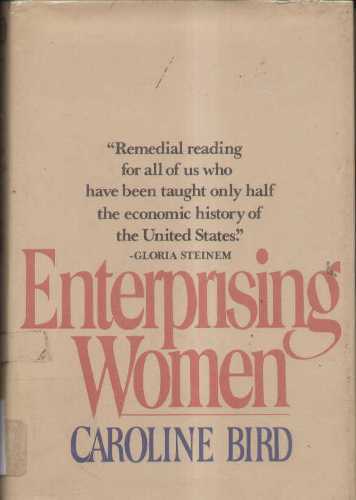 “Remedial reading
for all of us who
have been taught only half
the economic history of
the United States.”
-GLORIA STEINEM
Enterprising
Women
CAROLINE BIRD